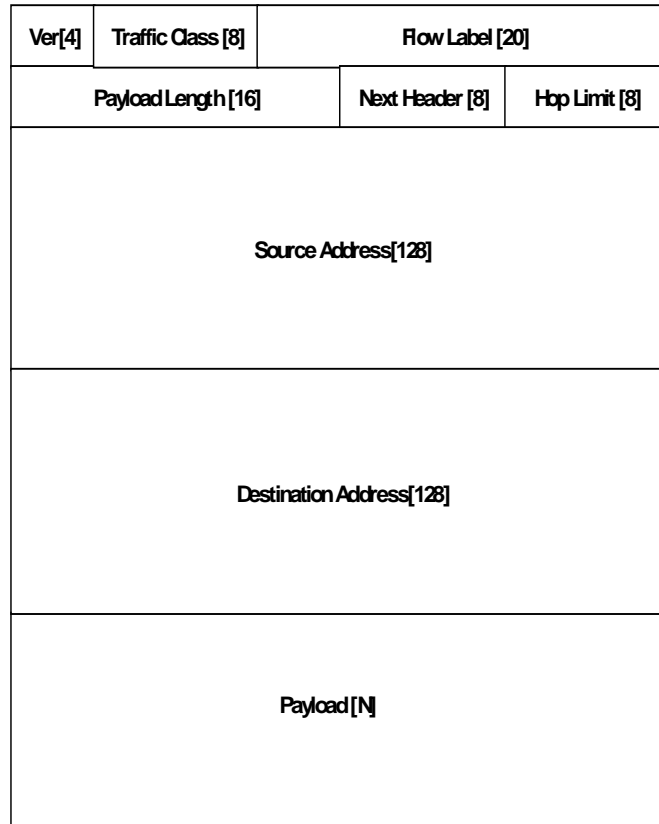 Ver[4] Traffic Class [8] Flow Label [20]
Payload Length [16] Next Header [8] Hop Limit [8]
Source Address[128]
Destination Address[128]
Payload [N]